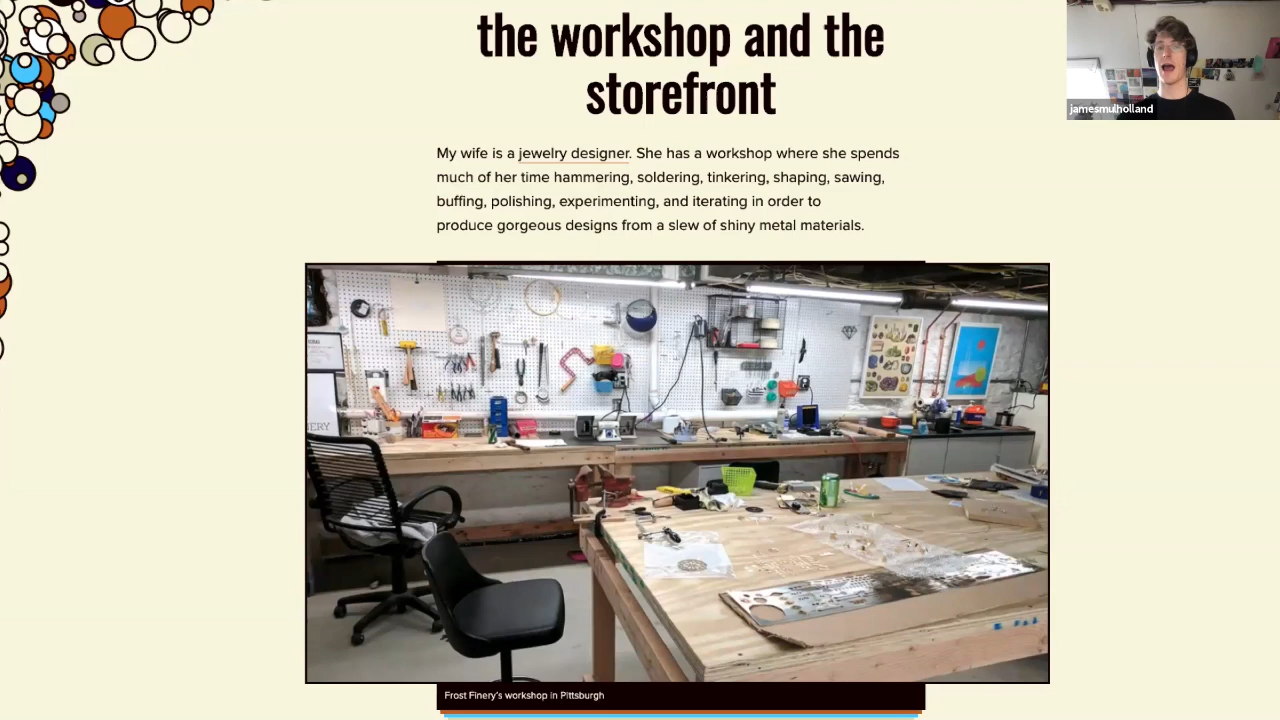 the workshop and the
storefront
jamesmulholland
My wife is a jewelry designer. She has a workshop where she spends
much of her time hammering, soldering, tinkering, shaping, sawing,
buffing, polishing, experimenting, and iterating in order to
produce gorgeous designs from a slew of shiny metal materials.
Frost Finery's workshop in Pittsburgh